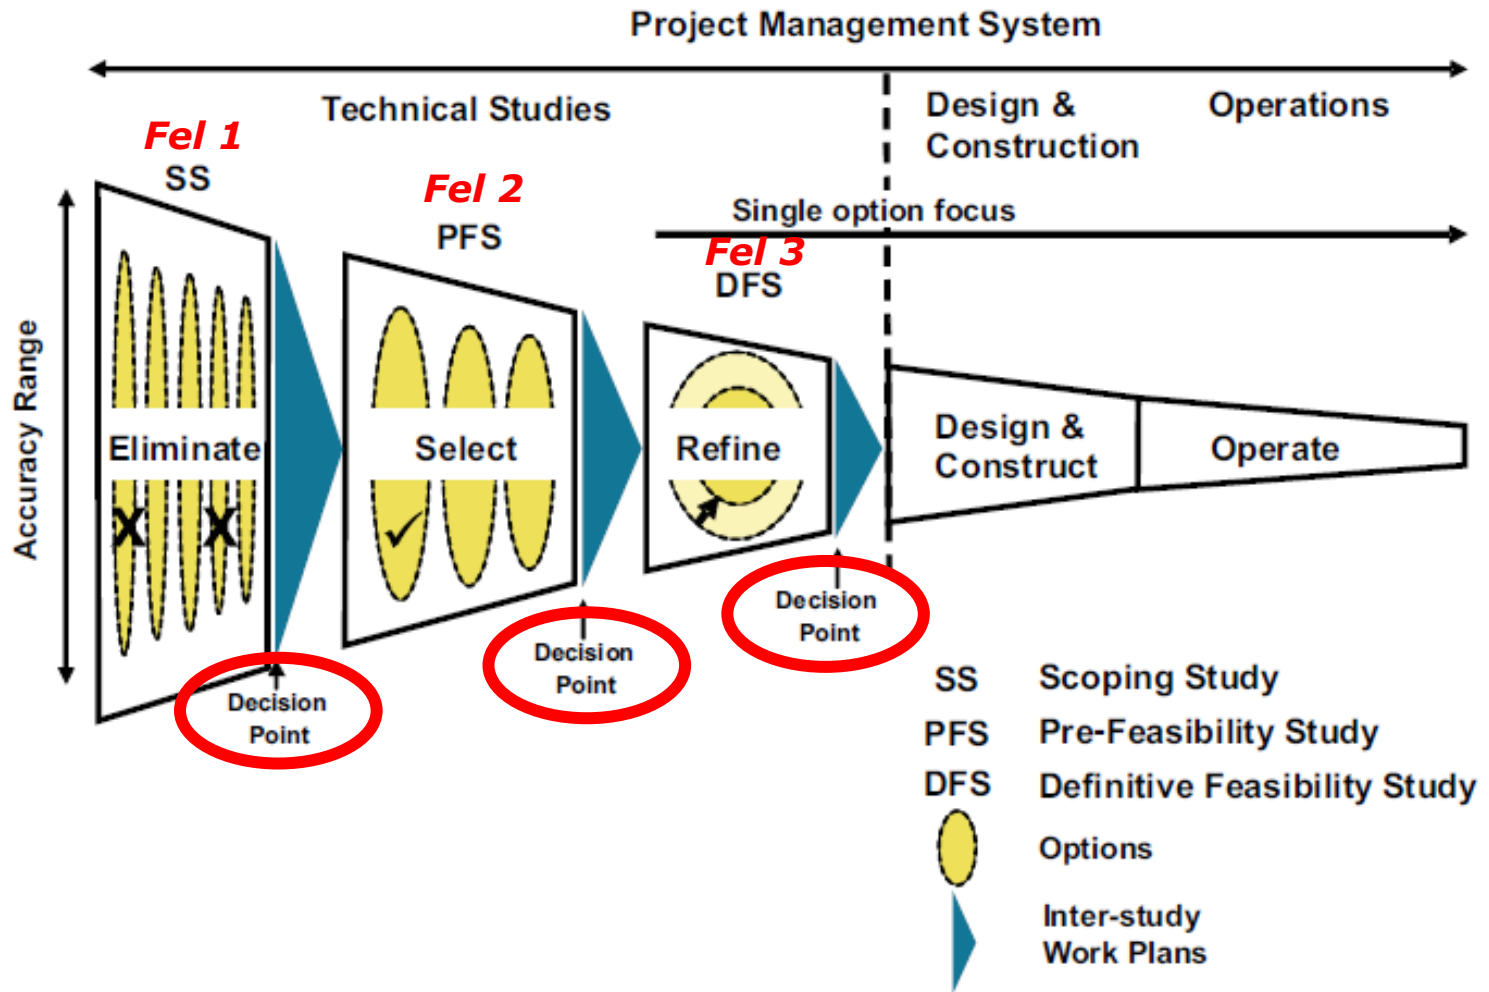 Project Management System
Technical Studies
Design &
Construction
Operations
Fel 1
SS
Fel 2
PFS
Single option focus
Fel 3
DFS
Accuracy Range
Eliminate
Select
Refine
Design &
Construct
Operate
X
X
Decision
Point
Decision
Point
Decision
Point
SS Scoping Study
PFS Pre-Feasibility Study
DFS Definitive Feasibility Study
Options
Inter-study
Work Plans